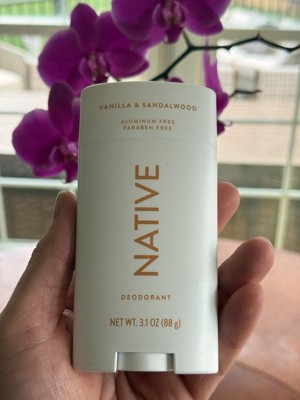 VANILLA & SANDALWOOD
ALUMINUM FREE
PARABEN FREE
NATIVE
DEODORANT
NET WT. 3.1 OZ (88 g)